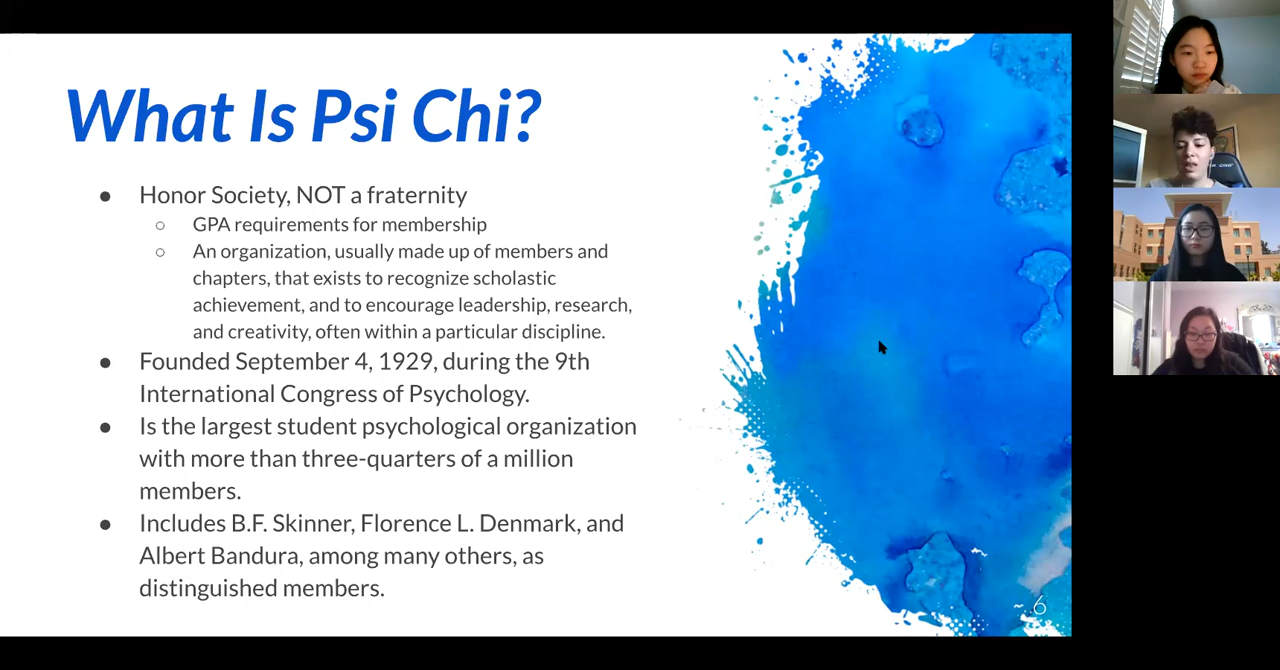 What Is Psi Chi?
● Honor Society, NOT a fraternity
○ GPA requirements for membership
○ An organization, usually made up of members and
chapters, that exists to recognize scholastic
achievement, and to encourage leadership, research,
and creativity, often within a particular discipline.
● Founded September 4, 1929, during the 9th
International Congress of Psychology.
● Is the largest student psychological organization
with more than three-quarters of a million
members.
● Includes B.F. Skinner, Florence L. Denmark, and
Albert Bandura, among many others, as
distinguished members.
6